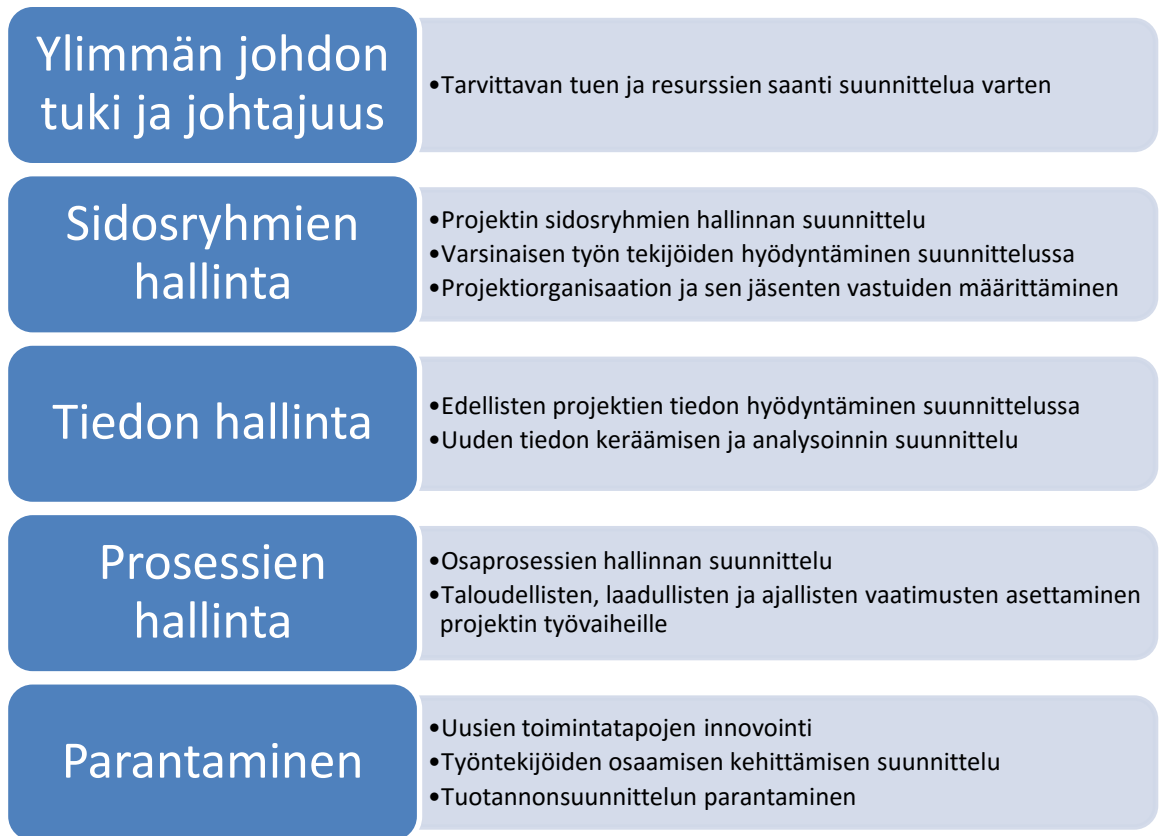 Ylimmän johdon
tuki ja johtajuus
•Tarvittavan tuen ja resurssien saanti suunnittelua varten
Sidosryhmien
hallinta
•Projektin sidosryhmien hallinnan suunnittelu
•Varsinaisen työn tekijöiden hyödyntäminen suunnittelussa
•Projektiorganisaation ja sen jäsenten vastuiden määrittäminen
Tiedon hallinta
•Edellisten projektien tiedon hyödyntäminen suunnittelussa
•Uuden tiedon keräämisen ja analysoinnin suunnittelu
Prosessien
hallinta
•Osaprosessien hallinnan suunnittelu
•Taloudellisten, laadullisten ja ajallisten vaatimusten asettaminen
projektin työvaiheille
Parantaminen
•Uusien toimintatapojen innovointi
•Työntekijöiden osaamisen kehittämisen suunnittelu
•Tuotannonsuunnittelun parantaminen